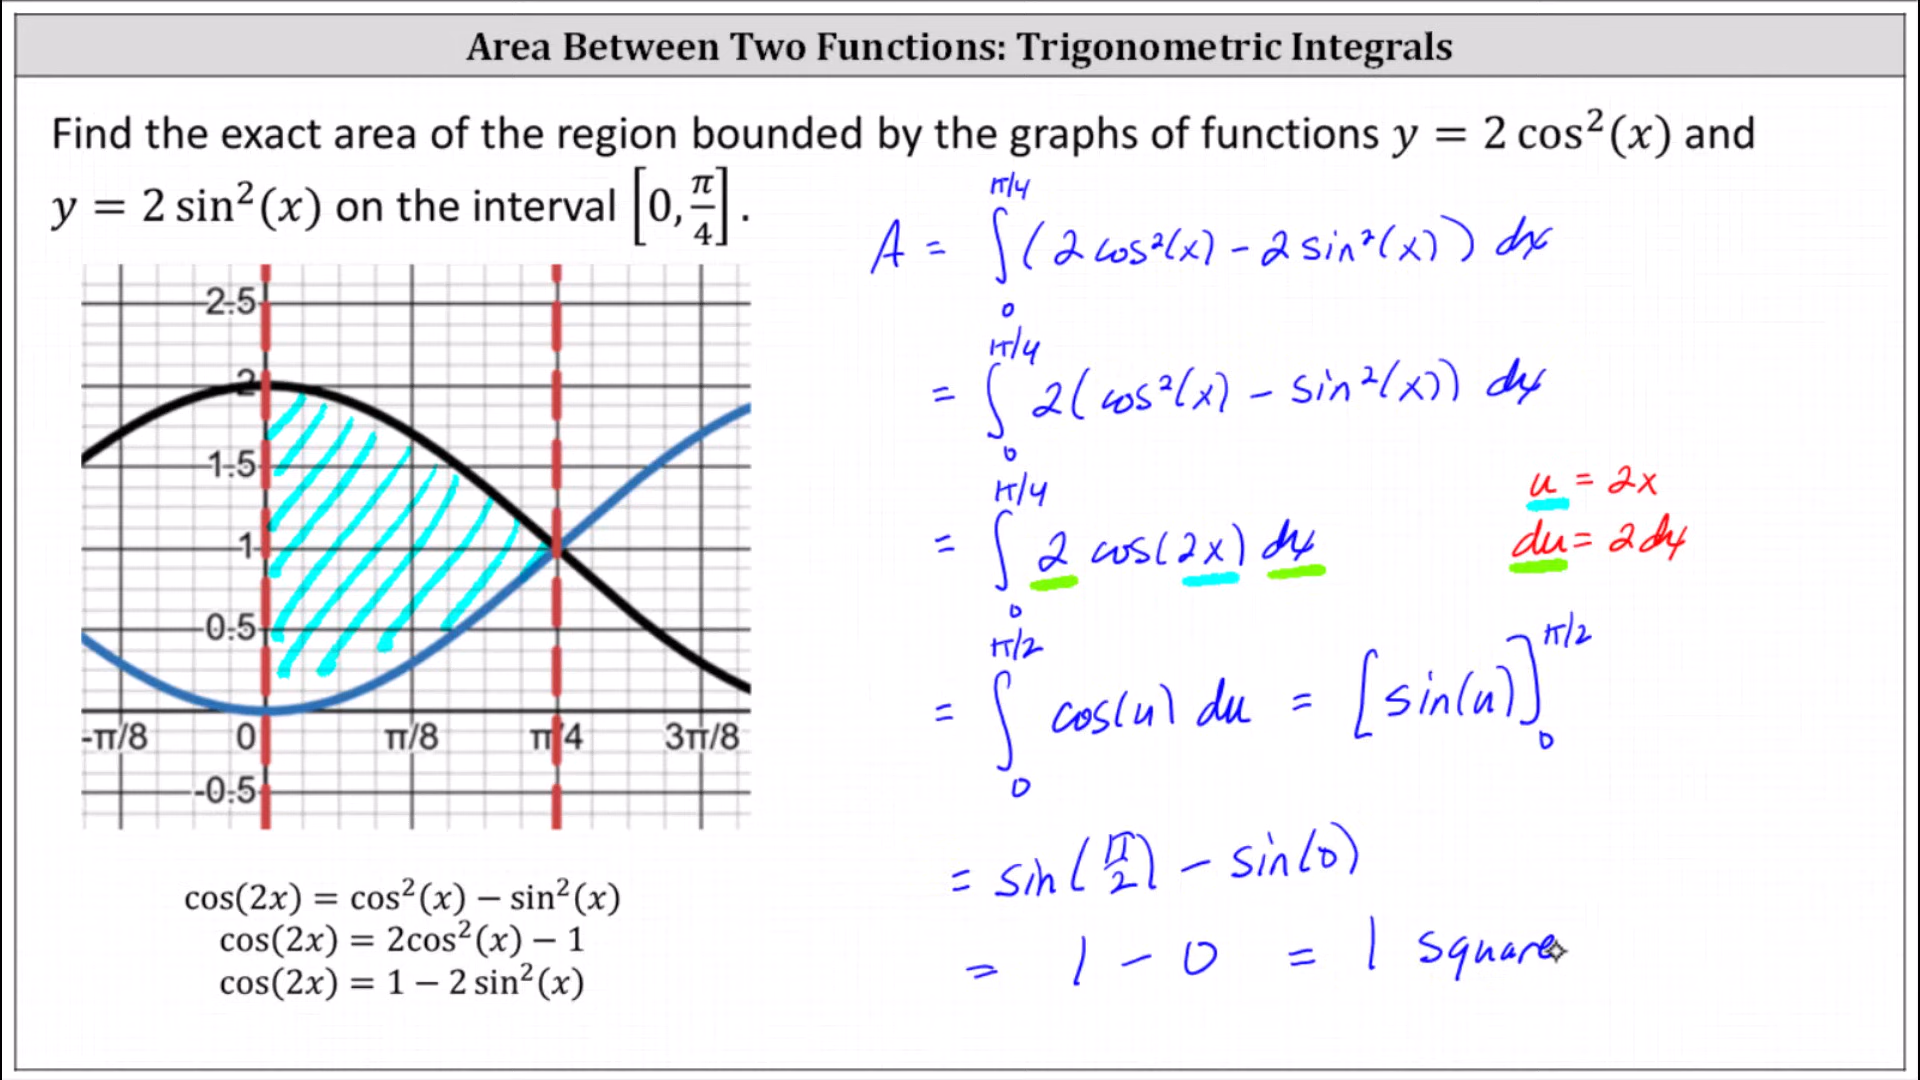 Area Between Two Functions: Trigonometric Integrals
Find the exact area of the region bounded by the graphs of functions y = 2 cos²(x) and
y = 2 sin²(x) on the interval [0, π/4].
A = ∫₀^(π/4) (2 cos²(x) - 2 sin²(x)) dx
= ∫₀^(π/4) 2(cos²(x) - sin²(x)) dx
= ∫₀^(π/4) 2 cos(2x) dx
u = 2x
du = 2dx
= ∫₀^(π/2) cos(u) du = [sin(u)]₀^(π/2)
= sin(π/2) - sin(0)
= 1 - 0 = 1 square
2.5
2
1.5
1
0.5
-π/8 0 π/8 π/4 3π/8
-0.5
cos(2x) = cos²(x) − sin²(x)
cos(2x) = 2cos²(x) − 1
cos(2x) = 1 − 2 sin²(x)